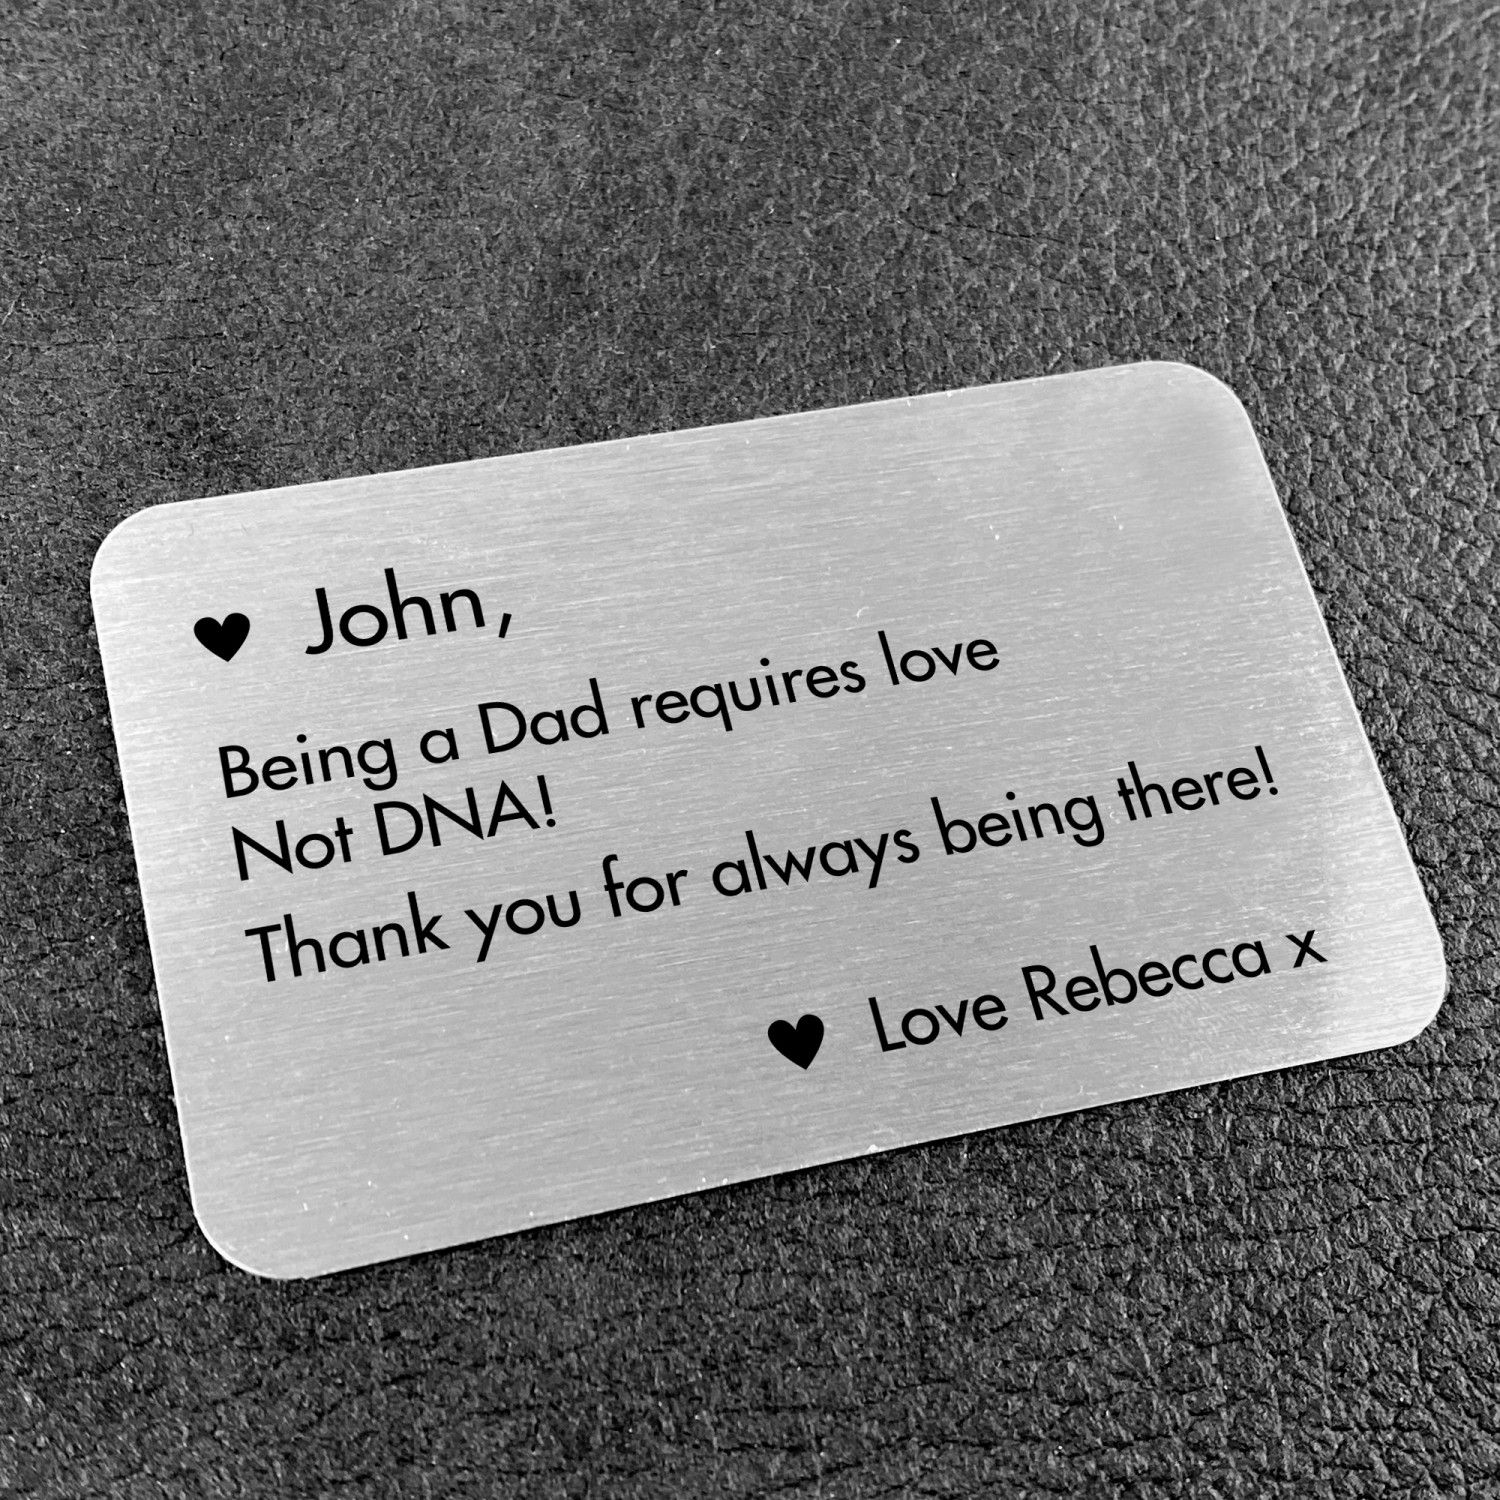 ♥ John,
Being a Dad requires love
Not DNA!
Thank you for always being there!
♥ Love Rebecca x